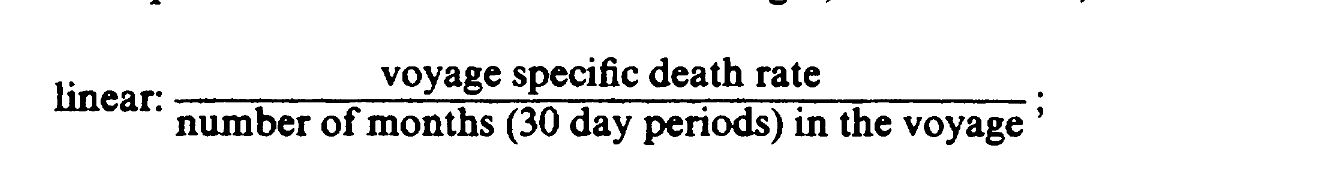 voyage specific death rate
linear:
number of months (30 day periods) in the voyage ;